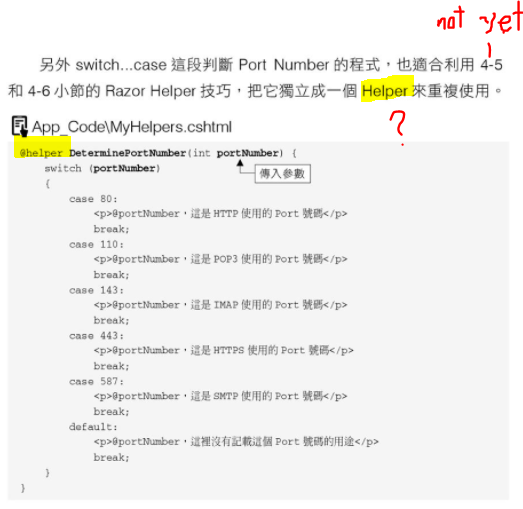 not yet
另外 switch...case 這段判斷 Port Number 的程式，也適合利用 4-5
和 4-6 小節的 Razor Helper 技巧，把它獨立成一個 Helper 來重複使用。
?
App_Code\MyHelpers.cshtml
@helper DeterminePortNumber(int portNumber) {
switch (portNumber)
傳入參數
{
case 80:
<p>@portNumber，這是 HTTP 使用的 Port 號碼</p>
break;
case 110:
<p>@portNumber，這是 POP3 使用的 Port 號碼</p>
break;
case 143:
<p>@portNumber，這是 IMAP 使用的 Port 號碼</p>
break;
case 443:
<p>@portNumber，這是 HTTPS 使用的 Port 號碼</p>
break;
case 587:
<p>@portNumber，這是 SMTP 使用的 Port 號碼</p>
break;
default:
<p>@portNumber，這裡沒有記載這個 Port 號碼的用途</p>
break;
}
}